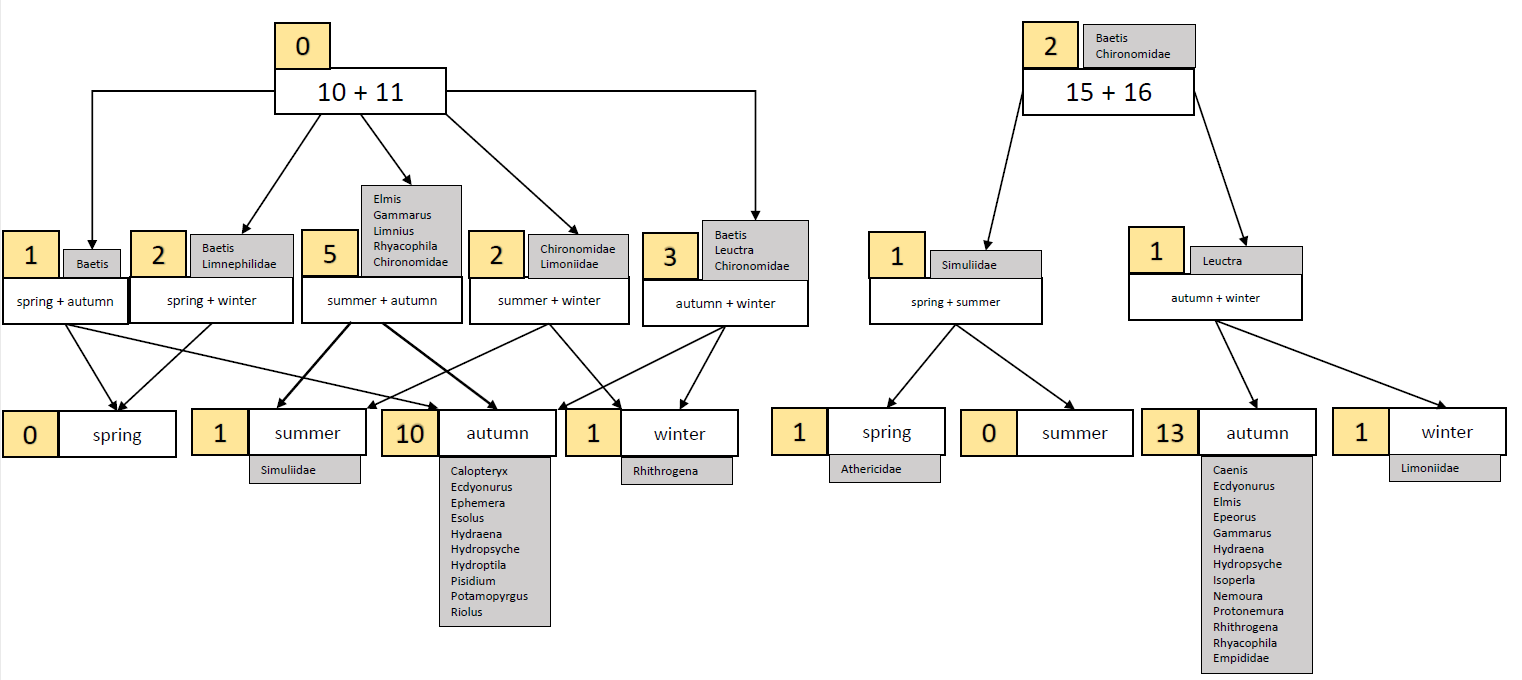 0
10 + 11
2
Baetis
Chironomidae
15 + 16
1
Baetis
spring + autumn
2
Baetis
Limnephilidae
spring + winter
5
Elmis
Gammarus
Limnius
Rhyacophila
Chironomidae
summer + autumn
2
Chironomidae
Limoniidae
summer + winter
3
Baetis
Leuctra
Chironomidae
autumn + winter
1
Simuliidae
spring + summer
1
Leuctra
autumn + winter
0
spring
1
summer
Simuliidae
10
autumn
Calopteryx
Ecdyonurus
Ephemera
Esolus
Hydraena
Hydropsyche
Hydroptila
Pisidium
Potamopyrgus
Riolus
1
winter
Rhithrogena
1
spring
Athericidae
0
summer
13
autumn
Caenis
Ecdyonurus
Elmis
Epeorus
Gammarus
Hydraena
Hydropsyche
Isoperla
Nemoura
Protonemura
Rhithrogena
Rhyacophila
Empididae
1
winter
Limoniidae